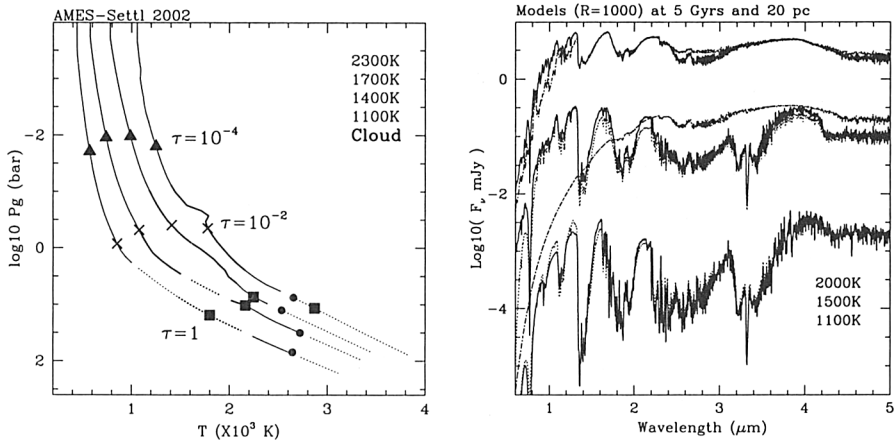 AMES-Settl 2002
2300K
1700K
1400K
1100K
Cloud
τ=10⁻⁴
τ=10⁻²
τ=1
log10 Pg (bar)
-2
0
2
1
2
3
4
T (X10³ K)
Models (R=1000) at 5 Gyrs and 20 pc
Log10( Fν mJy)
0
-2
-4
2000K
1500K
1100K
1
2
3
4
5
Wavelength (μm)